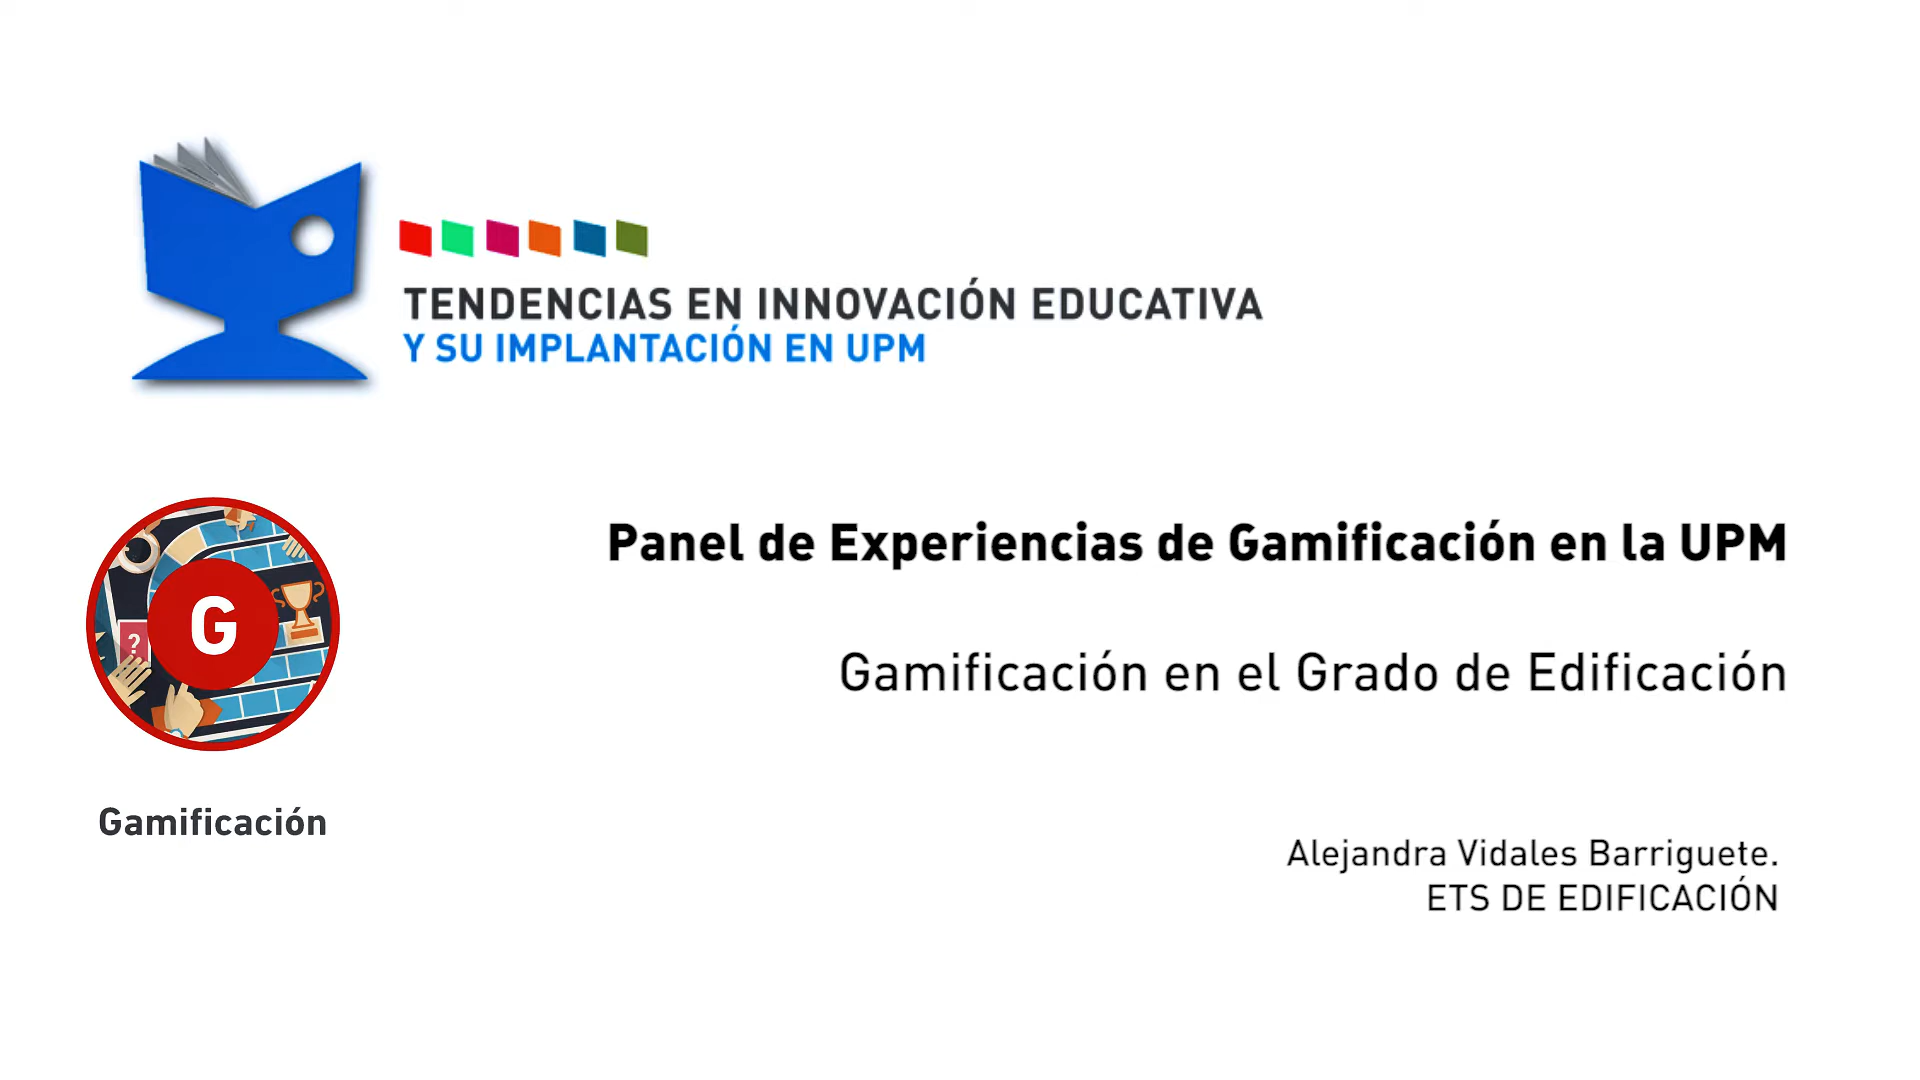 TENDENCIAS EN INNOVACIÓN EDUCATIVA
Y SU IMPLANTACIÓN EN UPM
Panel de Experiencias de Gamificación en la UPM
Gamificación en el Grado de Edificación
?
G
Gamificación
Alejandra Vidales Barriguete.
ETS DE EDIFICACIÓN